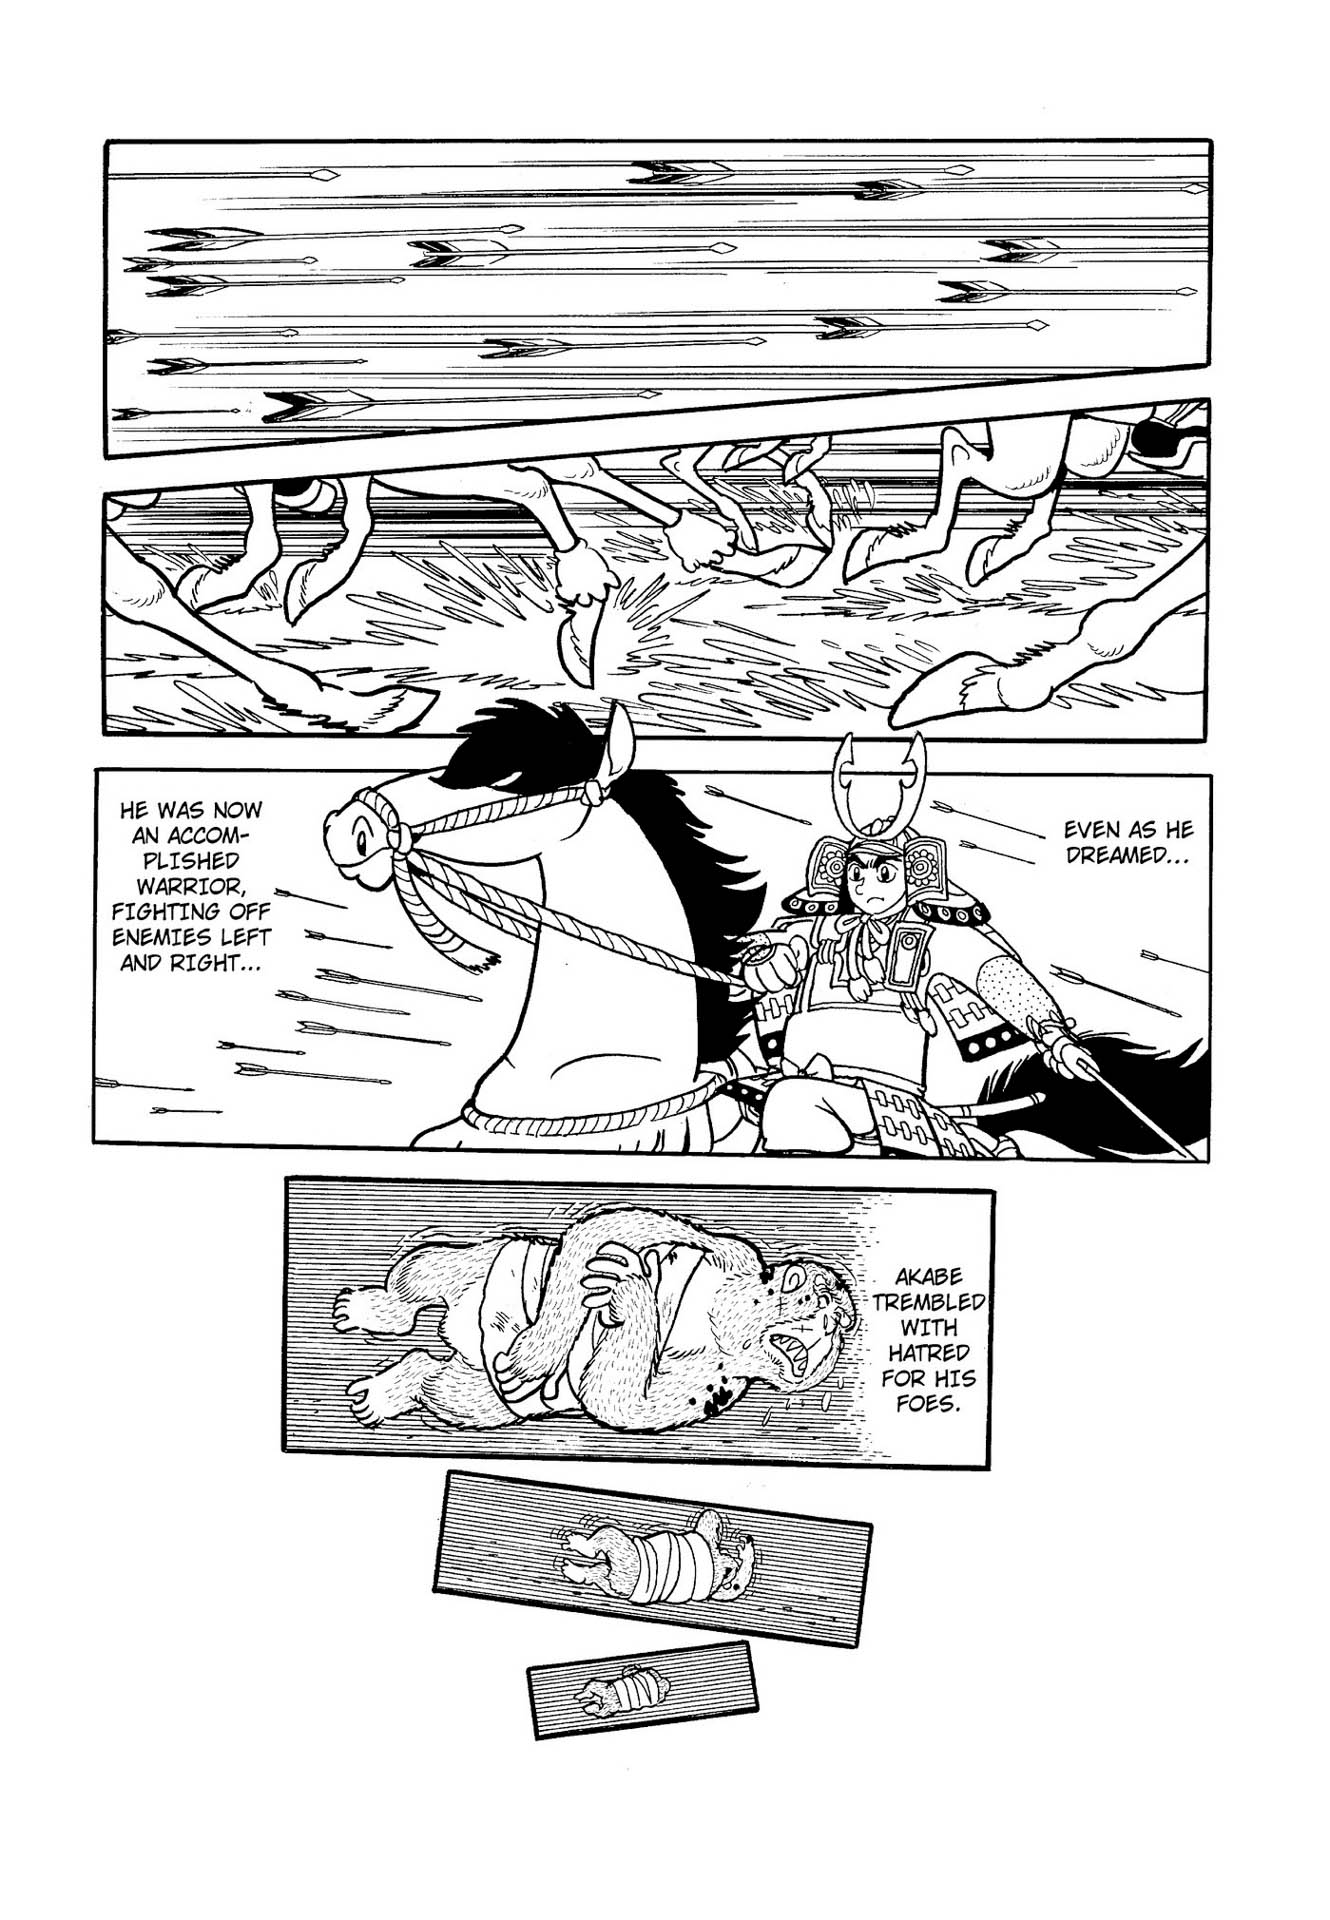 EVEN AS HE
DREAMED...
HE WAS NOW
AN ACCOM-
PLISHED
WARRIOR,
FIGHTING OFF
ENEMIES LEFT
AND RIGHT...
AKABE
TREMBLED
WITH
HATRED
FOR HIS
FOES.